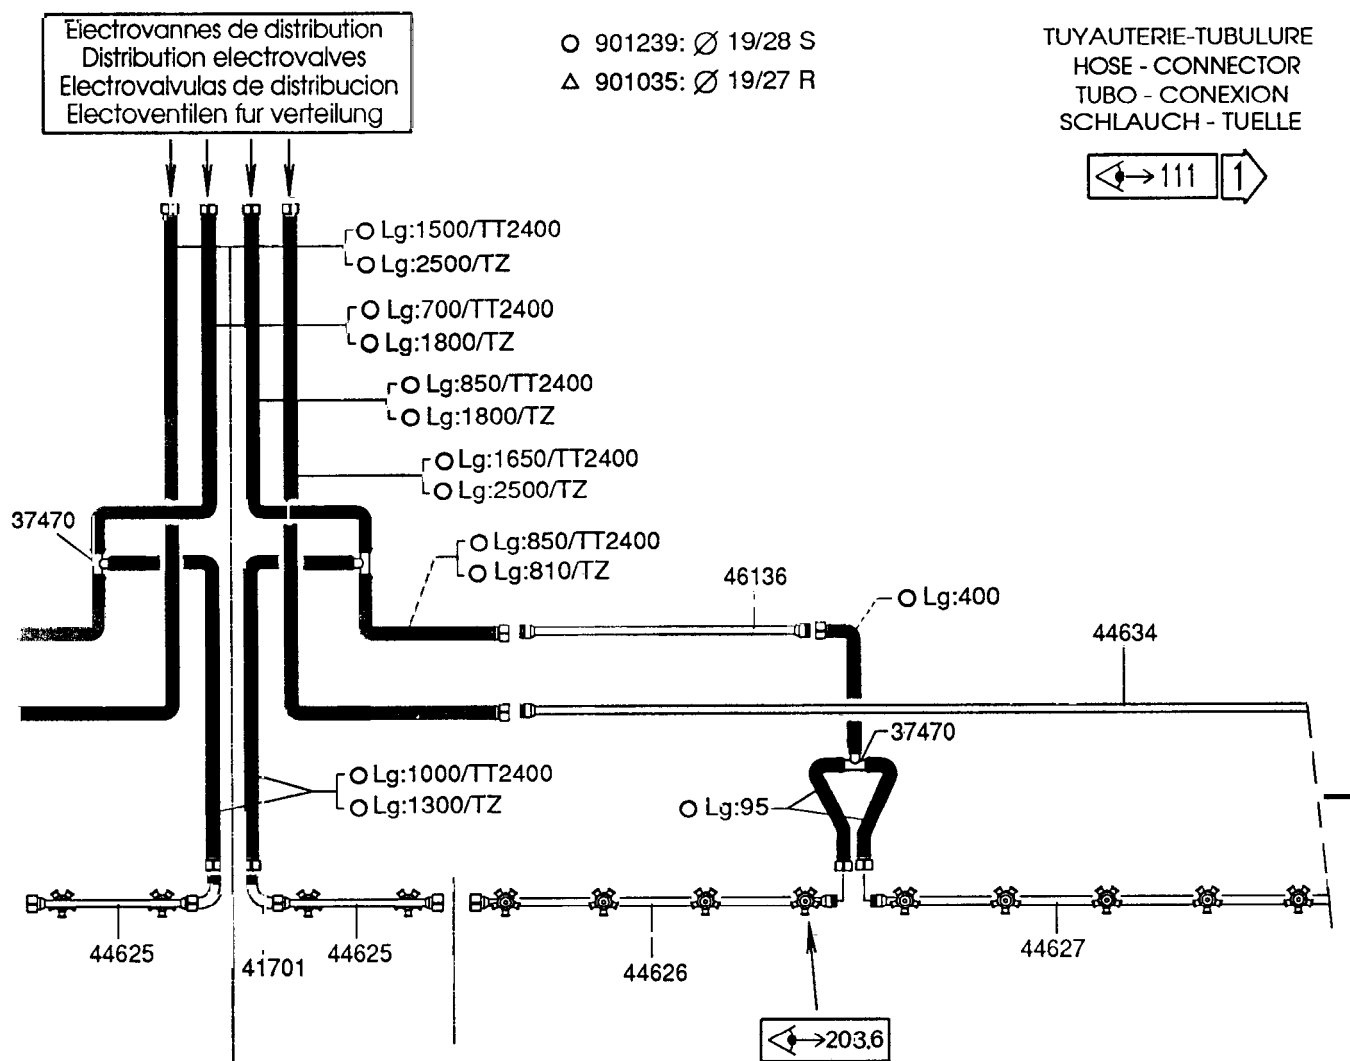 Electrovannes de distribution
Distribution electrovalves
Electrovalvulas de distribucion
Electoventilen fur verteilung
901239: Ø 19/28 S
901035: Ø 19/27 R
TUYAUTERIE-TUBULURE
HOSE - CONNECTOR
TUBO - CONEXION
SCHLAUCH - TUELLE
111 1
Lg:1500/TT2400
Lg:2500/TZ
Lg:700/TT2400
Lg:1800/TZ
Lg:850/TT2400
Lg:1800/TZ
Lg:1650/TT2400
Lg:2500/TZ
37470
Lg:850/TT2400
Lg:810/TZ
46136
Lg:400
44634
37470
Lg:1000/TT2400
Lg:1300/TZ
Lg:95
44625
41701
44625
44626
44627
203.6